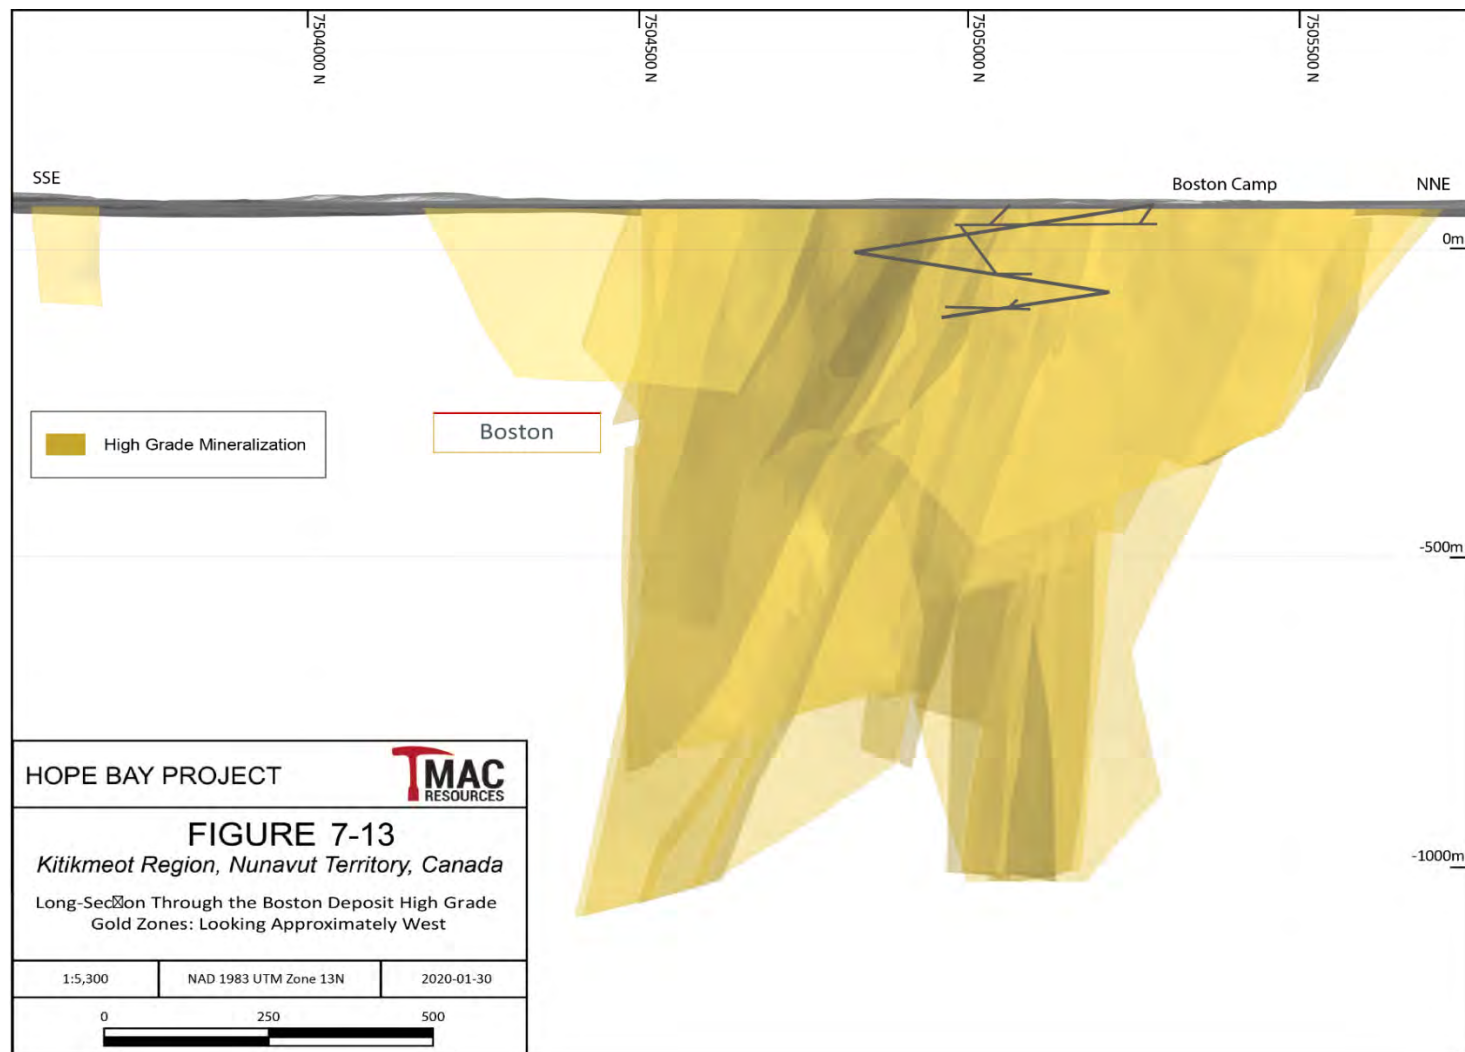 7504000 N
7504500 N
7505000 N
7505500 N
SSE
Boston Camp
NNE
0m
High Grade Mineralization
Boston
-500m
-1000m
HOPE BAY PROJECT
TMAC
RESOURCES
FIGURE 7-13
Kitikmeot Region, Nunavut Territory, Canada
Long-Sec☒on Through the Boston Deposit High Grade
Gold Zones: Looking Approximately West
1:5,300
NAD 1983 UTM Zone 13N
2020-01-30
0
250
500